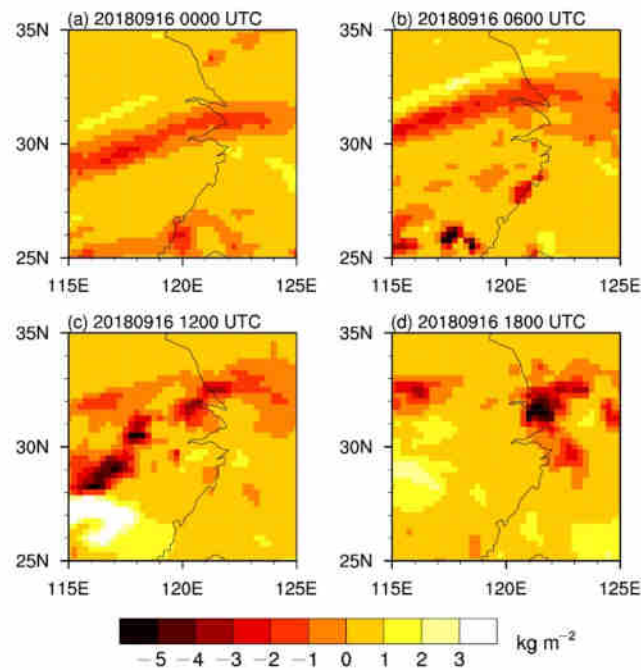 (a) 20180916 0000 UTC
(b) 20180916 0600 UTC
35N
35N
30N
30N
25N
25N
115E 120E 125E
115E 120E 125E
(c) 20180916 1200 UTC
(d) 20180916 1800 UTC
35N
35N
30N
30N
25N
25N
115E 120E 125E
115E 120E 125E
−5 −4 −3 −2 −1 0 1 2 3 kg m⁻²